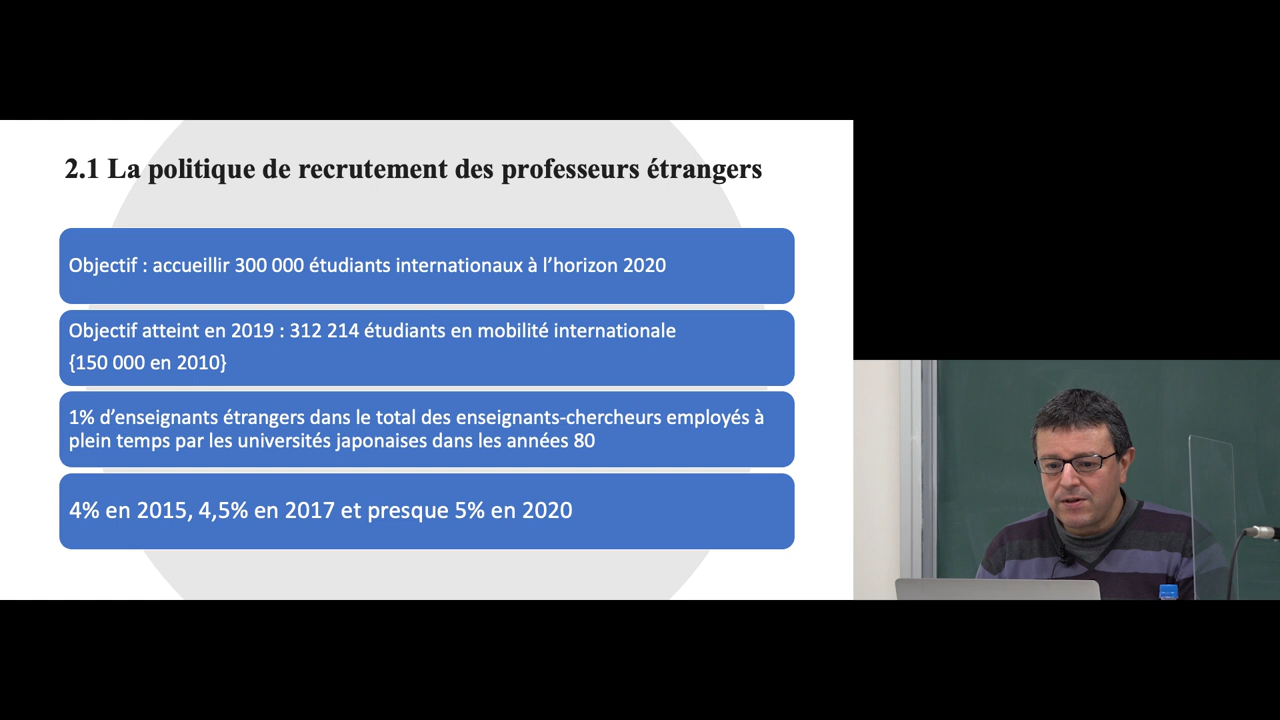 2.1 La politique de recrutement des professeurs étrangers
Objectif : accueillir 300 000 étudiants internationaux à l’horizon 2020
Objectif atteint en 2019 : 312 214 étudiants en mobilité internationale
{150 000 en 2010}
1% d’enseignants étrangers dans le total des enseignants-chercheurs employés à
plein temps par les universités japonaises dans les années 80
4% en 2015, 4,5% en 2017 et presque 5% en 2020